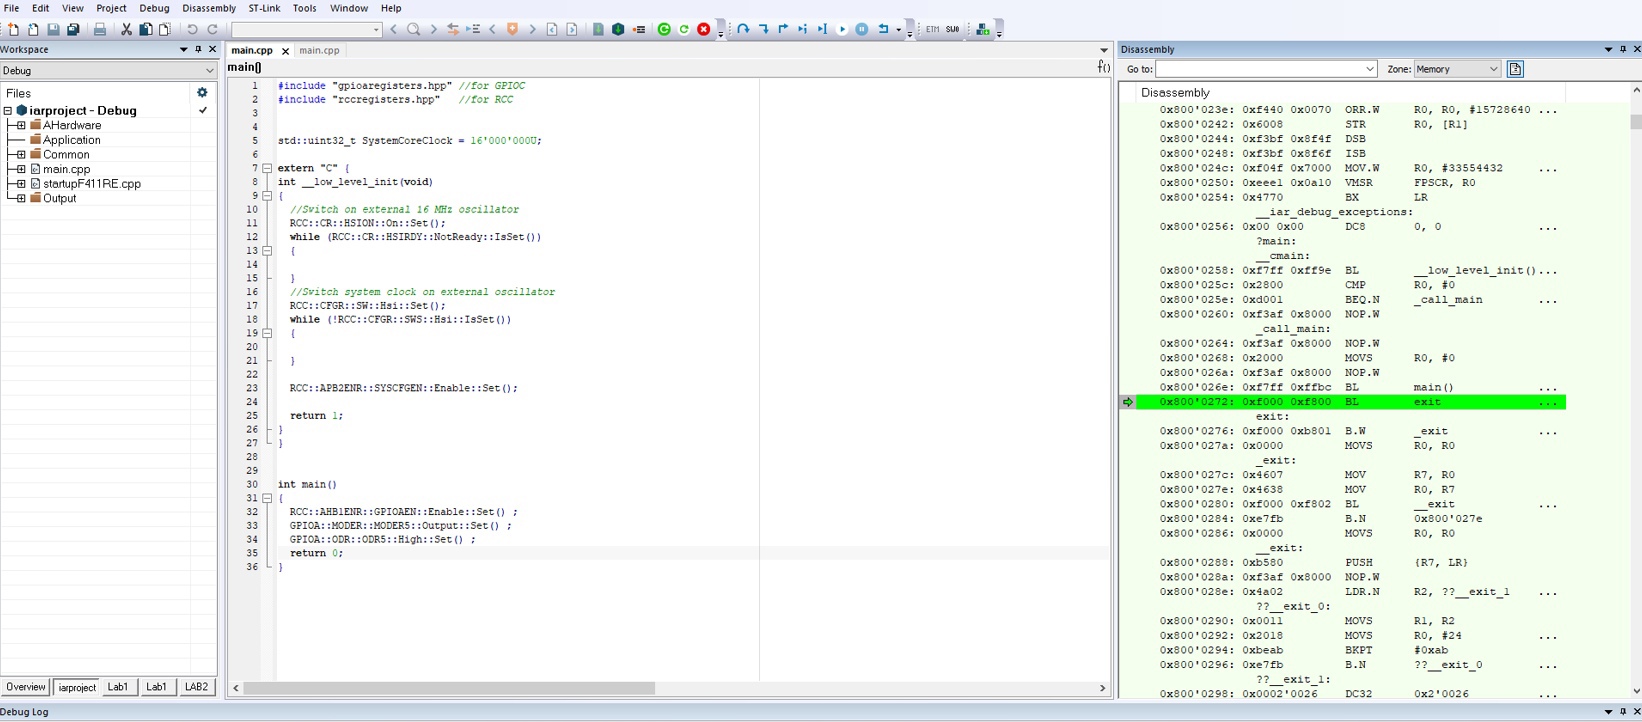 File Edit View Project Debug Disassembly ST-Link Tools Window Help
ETM SWO
Workspace
Debug
Files
iarproject - Debug
AHardware
Application
Common
main.cpp
startupF411RE.cpp
Output
Overview iarproject Lab1 Lab1 LAB2
main.cpp main.cpp
main()
f()
1 #include "gpioaregisters.hpp" //for GPIOC
2 #include "rccregisters.hpp" //for RCC
3
4
5 std::uint32_t SystemCoreClock = 16'000'000U;
6
7 extern "C" {
8 int __low_level_init(void)
9 {
10 //Switch on external 16 MHz oscillator
11 RCC::CR::HSION::On::Set();
12 while (RCC::CR::HSIRDY::NotReady::IsSet())
13 {
14
15 }
16 //Switch system clock on external oscillator
17 RCC::CFGR::SW::Hsi::Set();
18 while (!RCC::CFGR::SWS::Hsi::IsSet())
19 {
20
21 }
22
23 RCC::APB2ENR::SYSCFGEN::Enable::Set();
24
25 return 1;
26 }
27 }
28
29
30 int main()
31 {
32 RCC::AHB1ENR::GPIOAEN::Enable::Set() ;
33 GPIOA::MODER::MODER5::Output::Set() ;
34 GPIOA::ODR::ODR5::High::Set() ;
35 return 0;
36 }
Disassembly
Go to: Zone: Memory
Disassembly
0x800'023e: 0xf440 0x0070 ORR.W R0, R0, #15728640 ...
0x800'0242: 0x6008 STR R0, [R1]
0x800'0244: 0xf3bf 0x8f4f DSB
0x800'0248: 0xf3bf 0x8f6f ISB
0x800'024c: 0xf04f 0x7000 MOV.W R0, #33554432 ...
0x800'0250: 0xeee1 0x0a10 VMSR FPSCR, R0
0x800'0254: 0x4770 BX LR
__iar_debug_exceptions:
0x800'0256: 0x00 0x00 DC8 0, 0 ...
?main:
__cmain:
0x800'0258: 0xf7ff 0xff9e BL __low_level_init()...
0x800'025c: 0x2800 CMP R0, #0
0x800'025e: 0xd001 BEQ.N _call_main ...
0x800'0260: 0xf3af 0x8000 NOP.W
_call_main:
0x800'0264: 0xf3af 0x8000 NOP.W
0x800'0268: 0x2000 MOVS R0, #0
0x800'026a: 0xf3af 0x8000 NOP.W
0x800'026e: 0xf7ff 0xffbc BL main() ...
0x800'0272: 0xf000 0xf800 BL exit ...
exit:
0x800'0276: 0xf000 0xb801 B.W _exit ...
0x800'027a: 0x0000 MOVS R0, R0
_exit:
0x800'027c: 0x4607 MOV R7, R0
0x800'027e: 0x4638 MOV R0, R7
0x800'0280: 0xf000 0xf802 BL __exit ...
0x800'0284: 0xe7fb B.N 0x800'027e
0x800'0286: 0x0000 MOVS R0, R0
__exit:
0x800'0288: 0xb580 PUSH {R7, LR}
0x800'028a: 0xf3af 0x8000 NOP.W
0x800'028e: 0x4a02 LDR.N R2, ??__exit_1 ...
??__exit_0:
0x800'0290: 0x0011 MOVS R1, R2
0x800'0292: 0x2018 MOVS R0, #24 ...
0x800'0294: 0xbeab BKPT #0xab
0x800'0296: 0xe7fb B.N ??__exit_0 ...
??__exit_1:
0x800'0298: 0x0002'0026 DC32 0x2'0026 ...
Debug Log